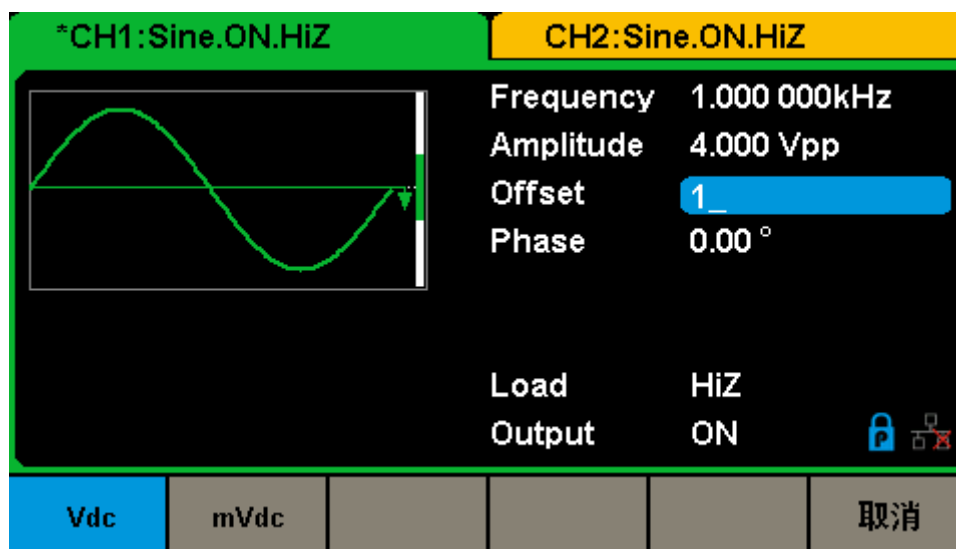 *CH1:Sine.ON.HiZ CH2:Sine.ON.HiZ
Frequency 1.000 000kHz
Amplitude 4.000 Vpp
Offset 1_
Phase 0.00 °
Load HiZ
Output ON
Vdc mVdc 取消